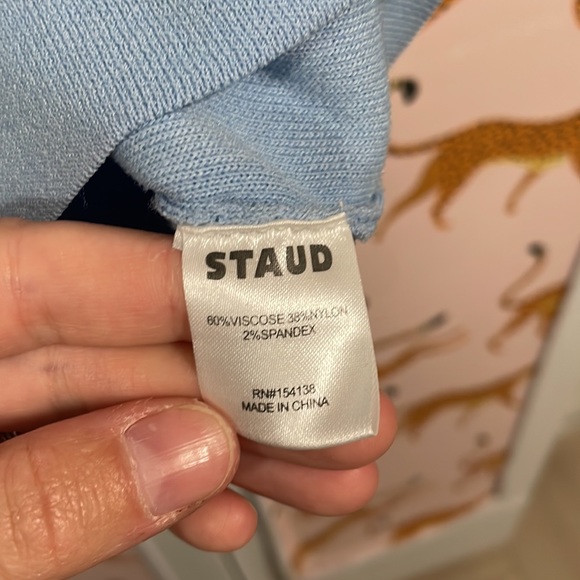 STAUD
60%VISCOSE 38%NYLON
2%SPANDEX
RN#154138
MADE IN CHINA